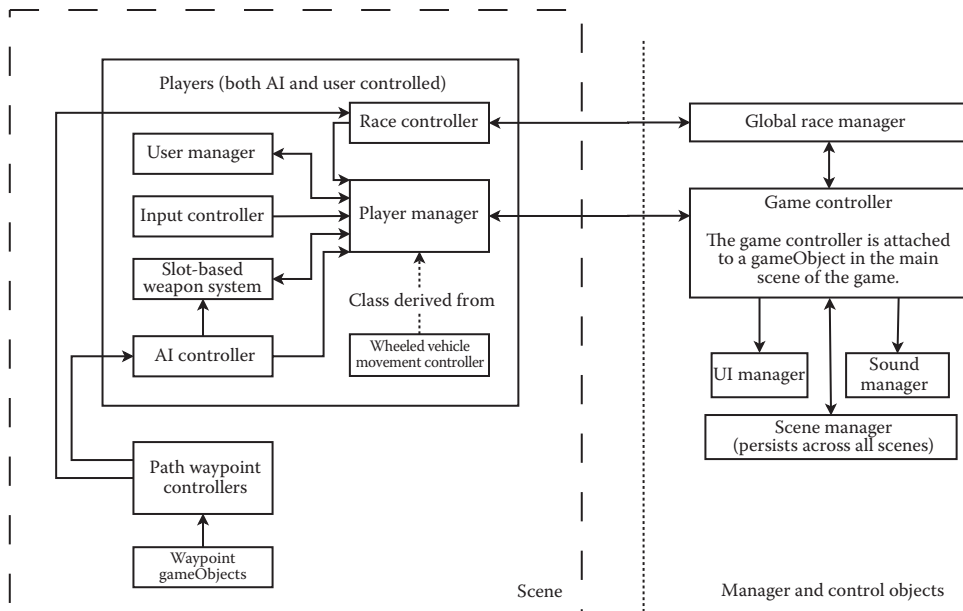 Players (both AI and user controlled)
Race controller
User manager
Input controller
Player manager
Slot-based
weapon system
Class derived from
AI controller
Wheeled vehicle
movement controller
Path waypoint
controllers
Waypoint
gameObjects
Scene
Global race manager
Game controller
The game controller is attached
to a gameObject in the main
scene of the game.
UI manager
Sound
manager
Scene manager
(persists across all scenes)
Manager and control objects